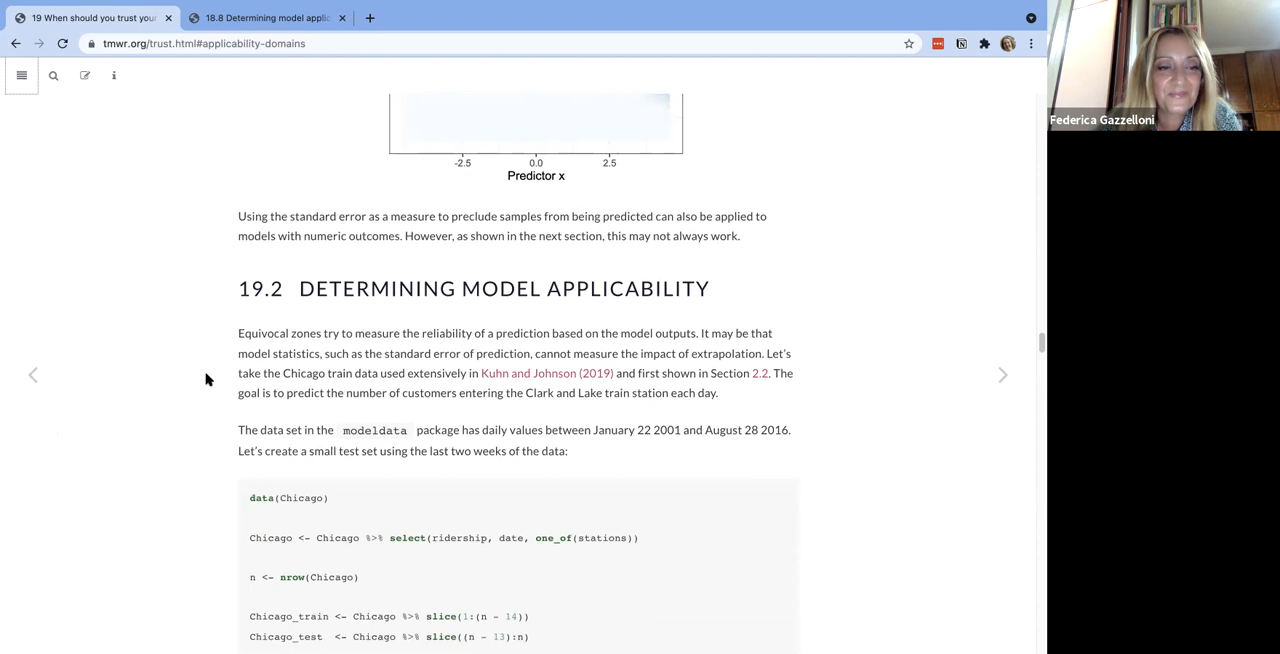 19 When should you trust your
18.8 Determining model applic
tmwr.org/trust.html#applicability-domains
Federica Gazzelloni
-2.5 0.0 2.5
Predictor x
Using the standard error as a measure to preclude samples from being predicted can also be applied to
models with numeric outcomes. However, as shown in the next section, this may not always work.
19.2 DETERMINING MODEL APPLICABILITY
Equivocal zones try to measure the reliability of a prediction based on the model outputs. It may be that
model statistics, such as the standard error of prediction, cannot measure the impact of extrapolation. Let’s
take the Chicago train data used extensively in Kuhn and Johnson (2019) and first shown in Section 2.2. The
goal is to predict the number of customers entering the Clark and Lake train station each day.
The data set in the modeldata package has daily values between January 22 2001 and August 28 2016.
Let’s create a small test set using the last two weeks of the data:
data(Chicago)
Chicago <- Chicago %>% select(ridership, date, one_of(stations))
n <- nrow(Chicago)
Chicago_train <- Chicago %>% slice(1:(n - 14))
Chicago_test <- Chicago %>% slice((n - 13):n)